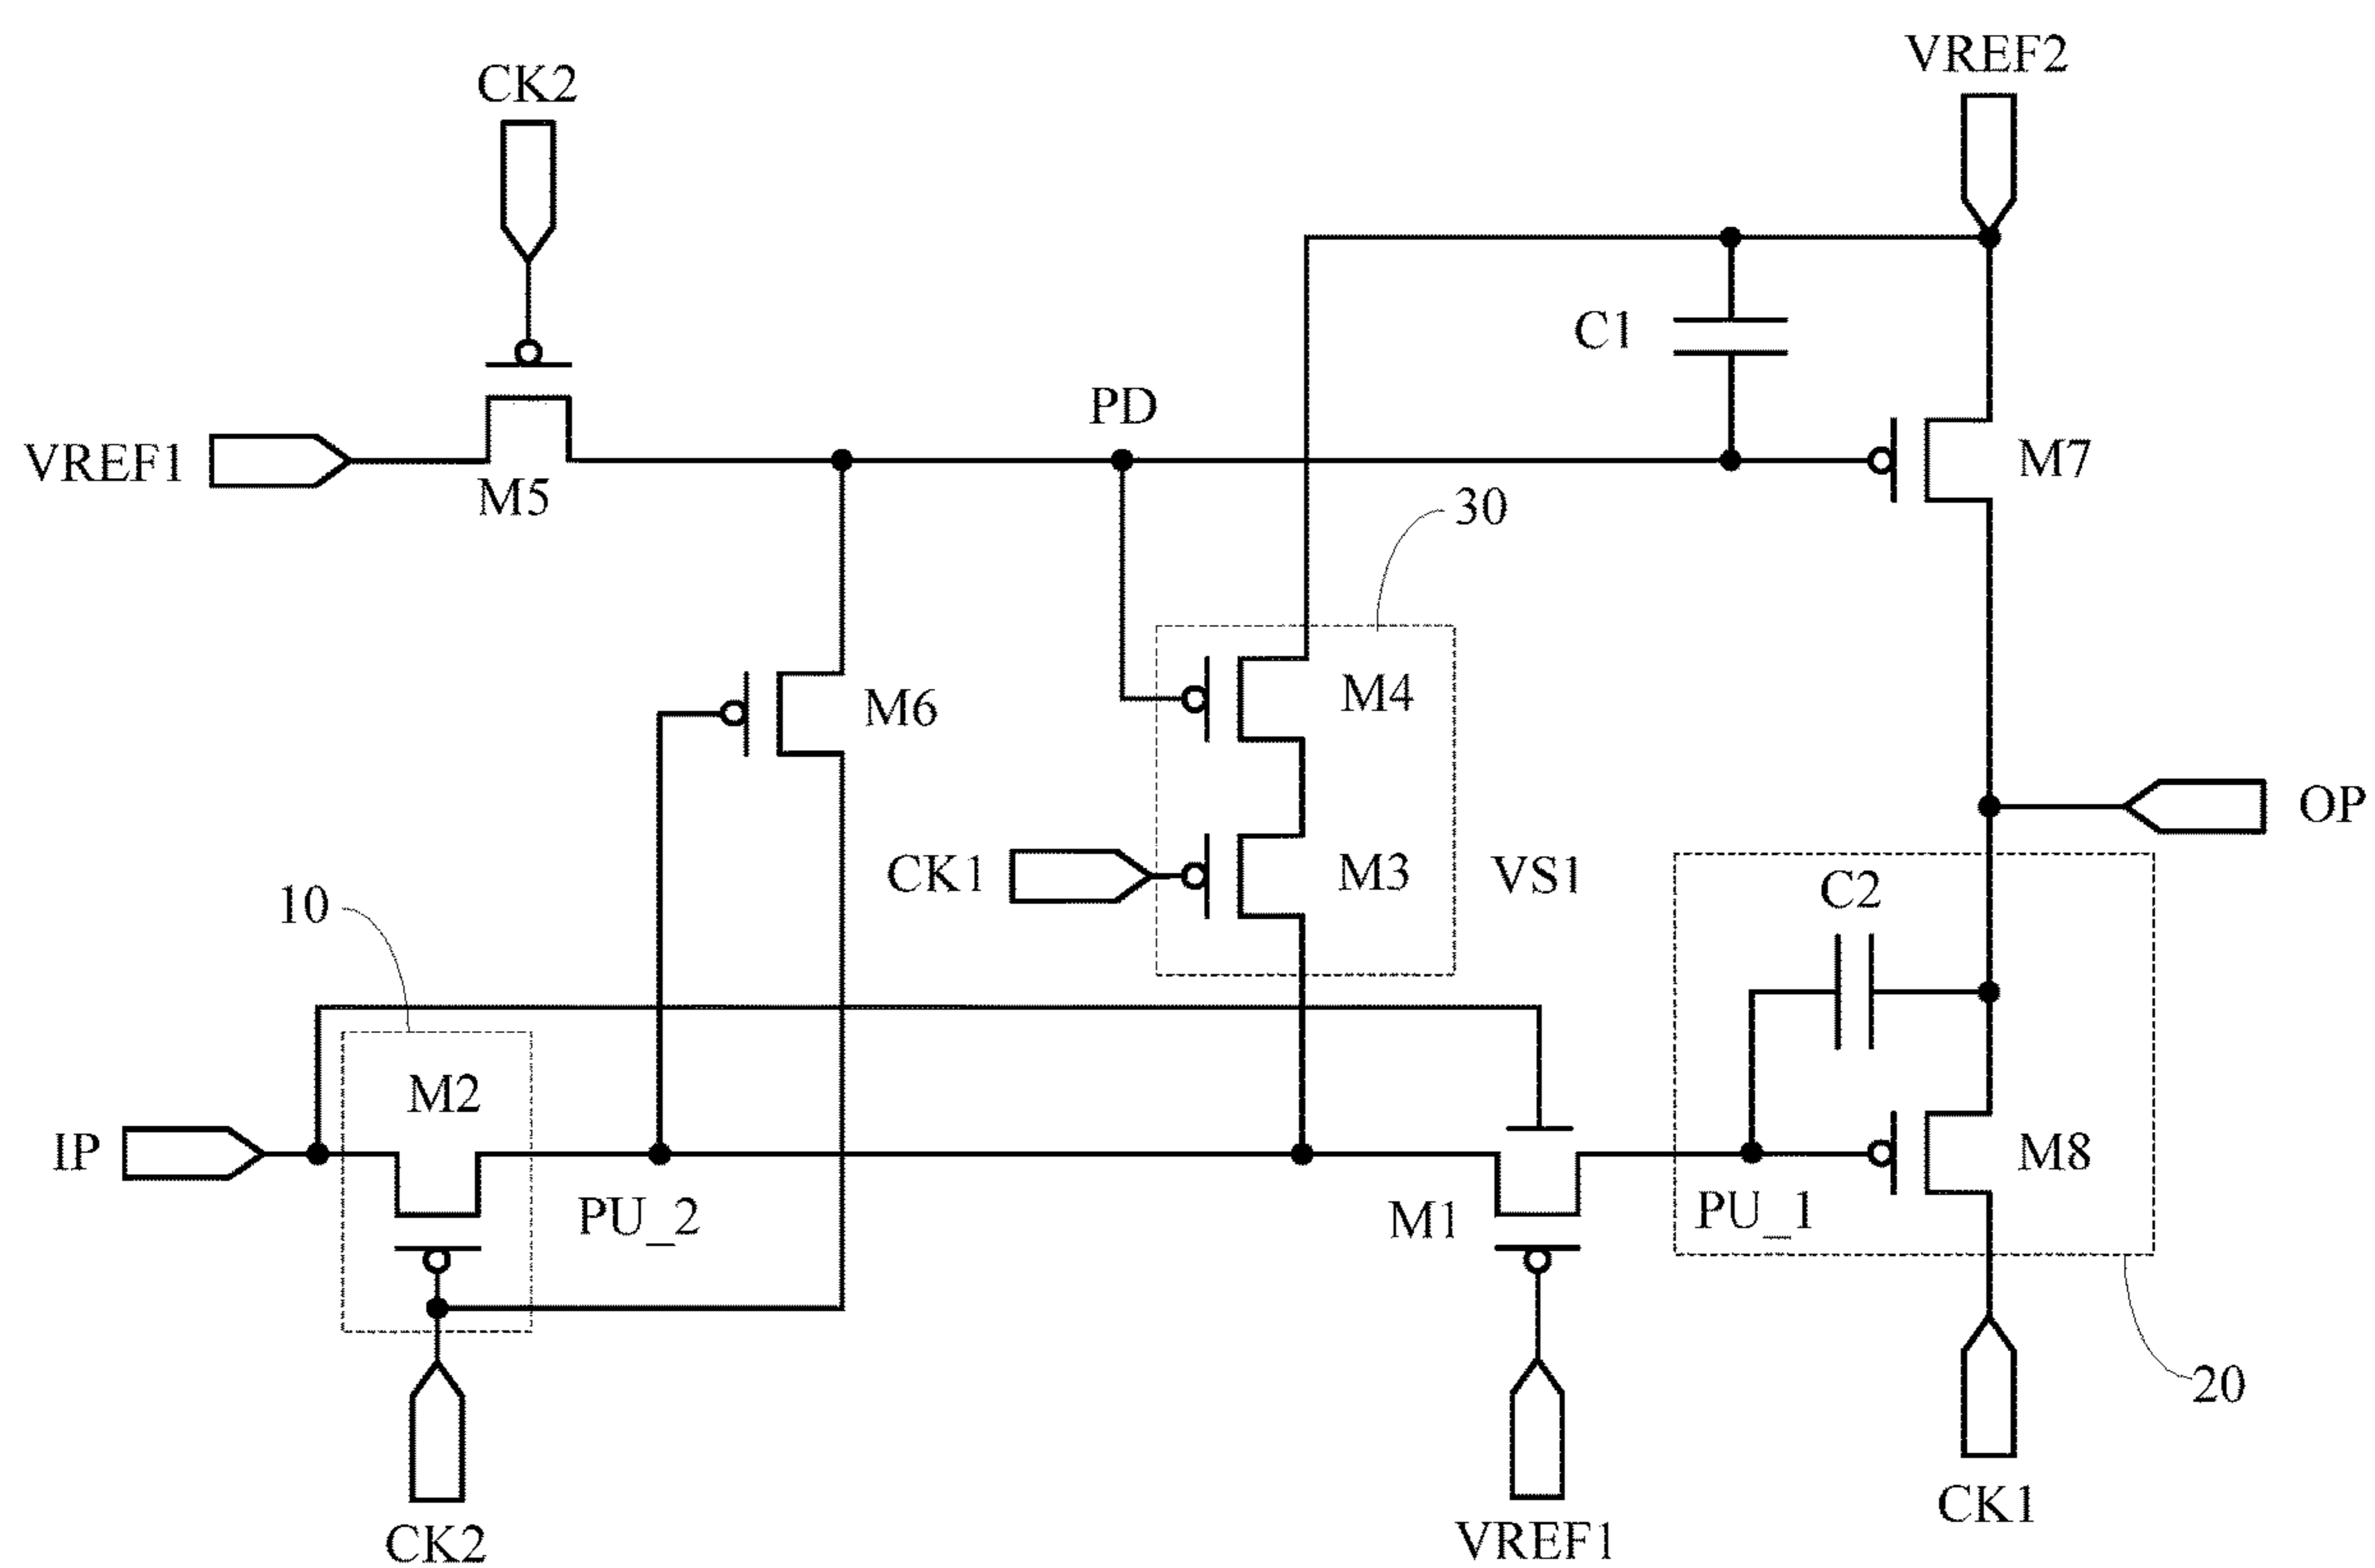 VREF2
CK2
C1
PD
VREF1
M7
M5
30
M6
M4
OP
CK1
M3
VS1
C2
10
M2
IP
M8
PU_2
M1
PU_1
20
CK2
VREF1
CK1